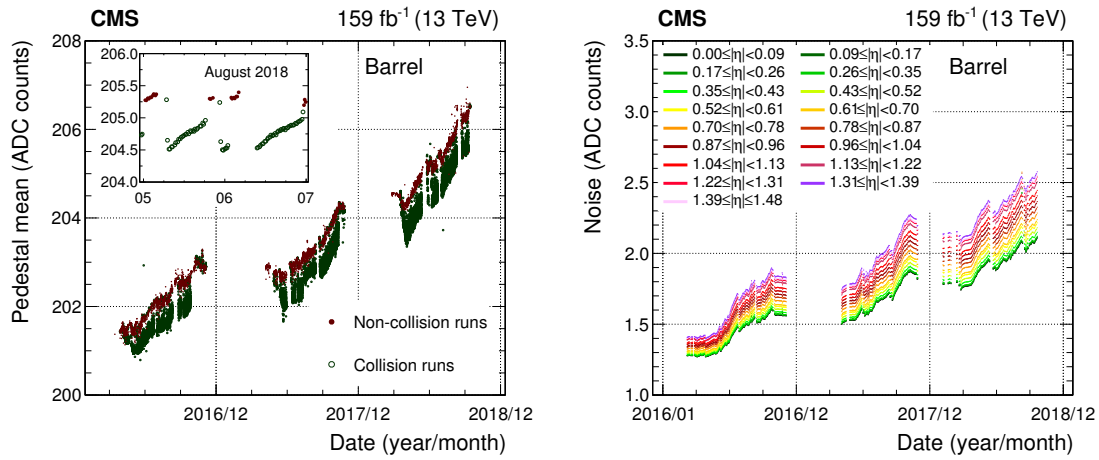 CMS 159 fb⁻¹ (13 TeV)
Pedestal mean (ADC counts)
208
206
204
202
200
Barrel
August 2018
206.0
205.5
205.0
204.5
204.0
05 06 07
Non-collision runs
Collision runs
2016/12 2017/12 2018/12
Date (year/month)
CMS 159 fb⁻¹ (13 TeV)
Noise (ADC counts)
3.5
3.0
2.5
2.0
1.5
1.0
Barrel
0.00≤|η|<0.09 0.09≤|η|<0.17
0.17≤|η|<0.26 0.26≤|η|<0.35
0.35≤|η|<0.43 0.43≤|η|<0.52
0.52≤|η|<0.61 0.61≤|η|<0.70
0.70≤|η|<0.78 0.78≤|η|<0.87
0.87≤|η|<0.96 0.96≤|η|<1.04
1.04≤|η|<1.13 1.13≤|η|<1.22
1.22≤|η|<1.31 1.31≤|η|<1.39
1.39≤|η|≤1.48
2016/01 2016/12 2017/12 2018/12
Date (year/month)